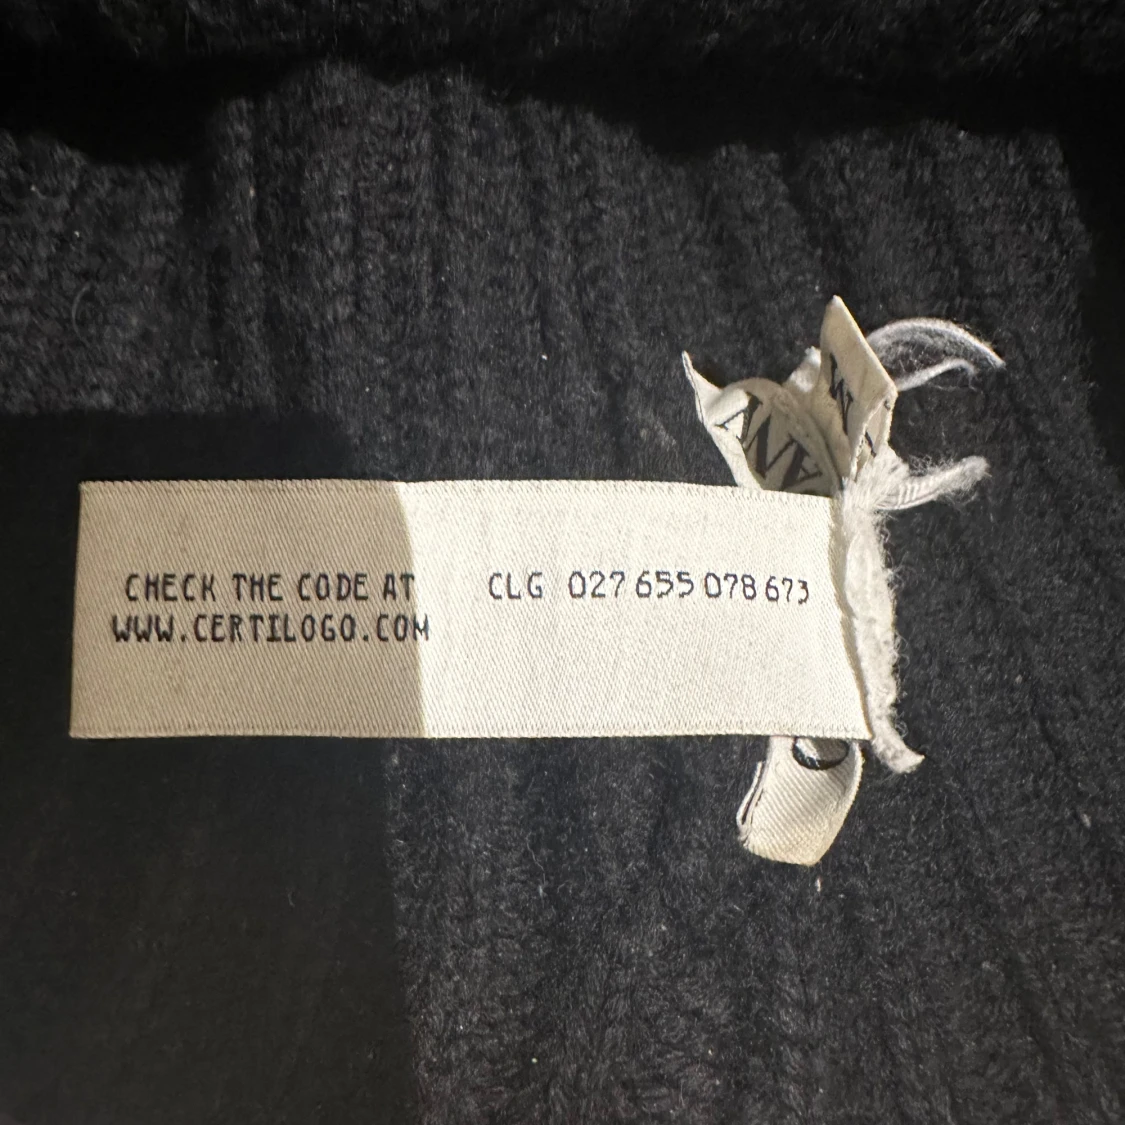 CHECK THE CODE AT
WWW.CERTILOGO.COM
CLG 027 655 078 673